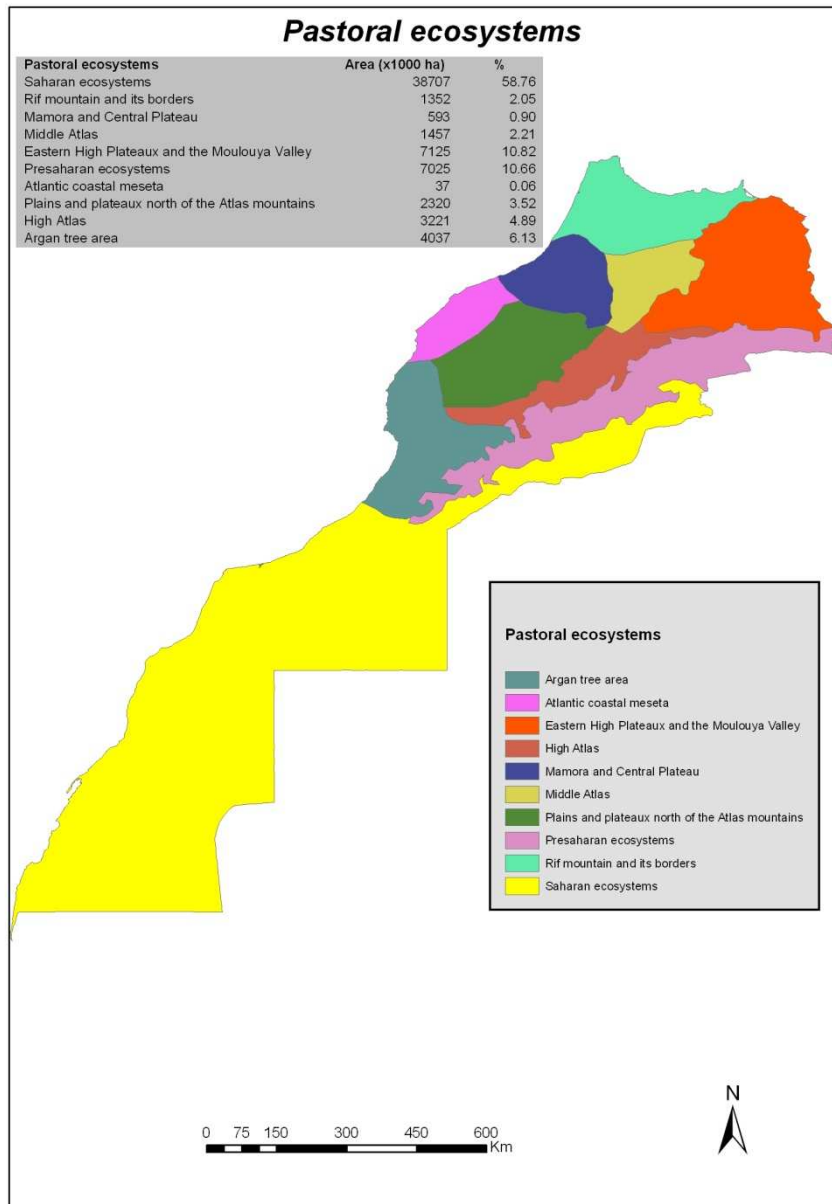 Pastoral ecosystems
Pastoral ecosystems Area (x1000 ha) %
Saharan ecosystems 38707 58.76
Rif mountain and its borders 1352 2.05
Mamora and Central Plateau 593 0.90
Middle Atlas 1457 2.21
Eastern High Plateaux and the Moulouya Valley 7125 10.82
Presaharan ecosystems 7025 10.66
Atlantic coastal meseta 37 0.06
Plains and plateaux north of the Atlas mountains 2320 3.52
High Atlas 3221 4.89
Argan tree area 4037 6.13
Pastoral ecosystems
Argan tree area
Atlantic coastal meseta
Eastern High Plateaux and the Moulouya Valley
High Atlas
Mamora and Central Plateau
Middle Atlas
Plains and plateaux north of the Atlas mountains
Presaharan ecosystems
Rif mountain and its borders
Saharan ecosystems
N
0 75 150 300 450 600
Km